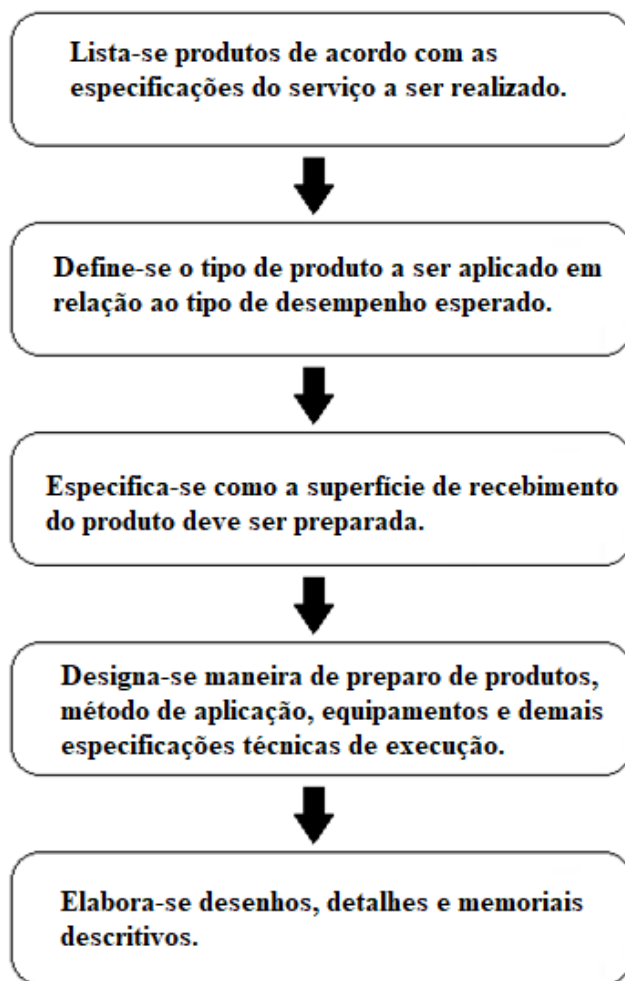 Lista-se produtos de acordo com as
especificações do serviço a ser realizado.
Define-se o tipo de produto a ser aplicado em
relação ao tipo de desempenho esperado.
Especifica-se como a superfície de recebimento
do produto deve ser preparada.
Designa-se maneira de preparo de produtos,
método de aplicação, equipamentos e demais
especificações técnicas de execução.
Elabora-se desenhos, detalhes e memoriais
descritivos.